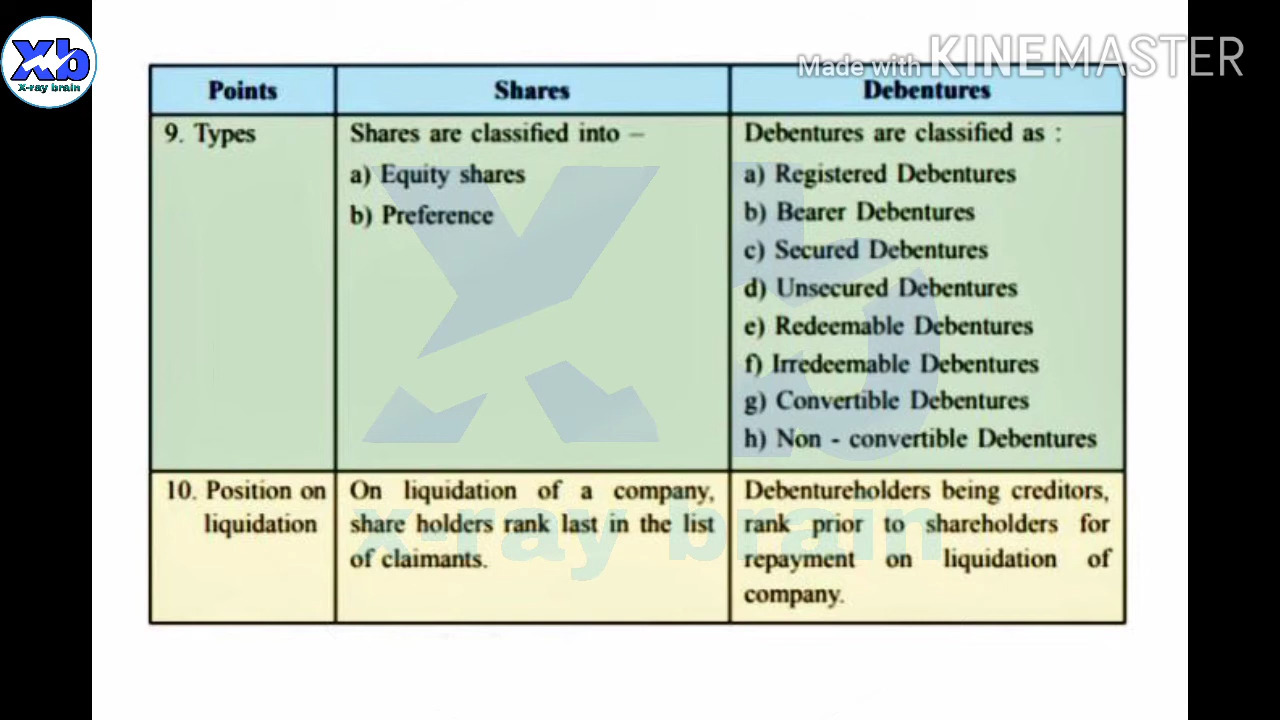 Xb
X-ray brain
Made with KINEMASTER
Points
Shares
Debentures
9. Types
Shares are classified into –
a) Equity shares
b) Preference
Debentures are classified as :
a) Registered Debentures
b) Bearer Debentures
c) Secured Debentures
d) Unsecured Debentures
e) Redeemable Debentures
f) Irredeemable Debentures
g) Convertible Debentures
h) Non - convertible Debentures
10. Position on
liquidation
On liquidation of a company,
share holders rank last in the list
of claimants.
Debentureholders being creditors,
rank prior to shareholders for
repayment on liquidation of
company.
Xb
x-ray brain